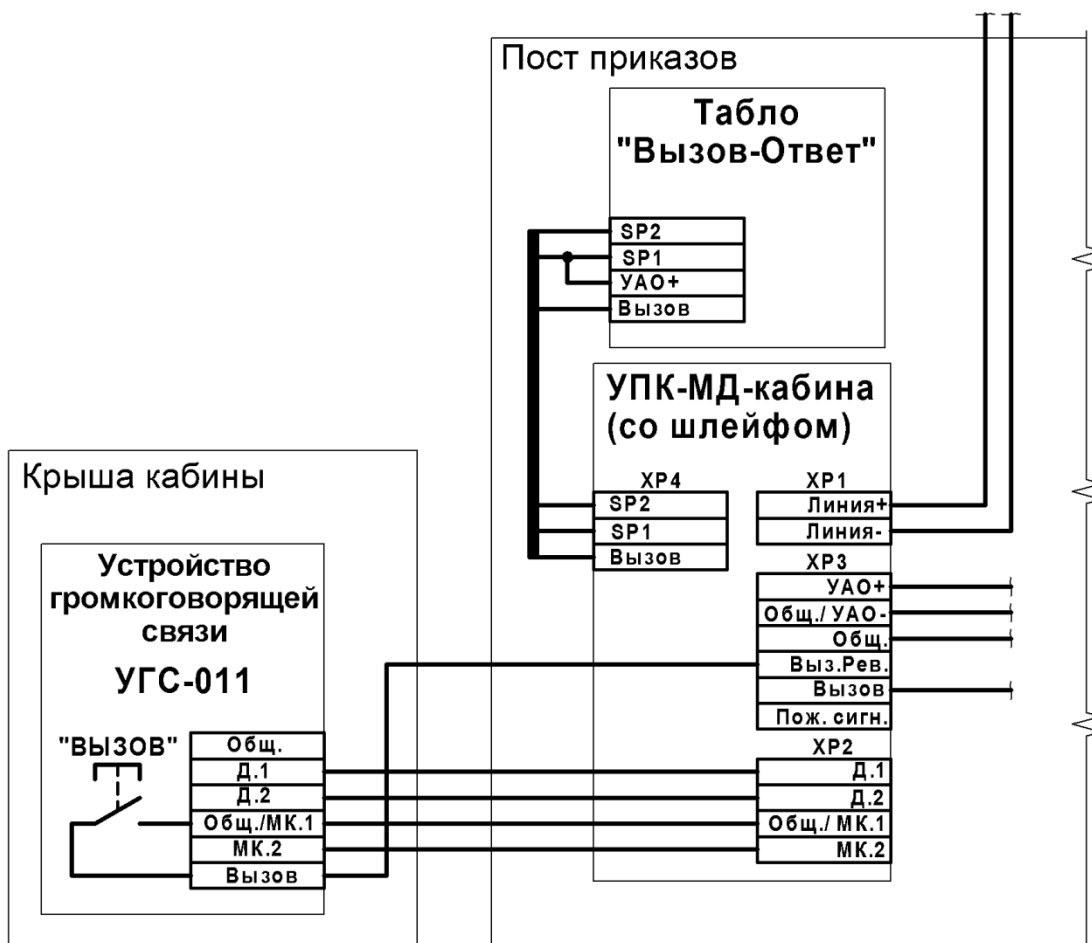 Пост приказов
Табло
"Вызов-Ответ"
SP2
SP1
УАО+
Вызов
УПК-МД-кабина
(со шлейфом)
XP4
SP2
SP1
Вызов
XP1
Линия+
Линия-
XP3
УАО+
Общ./ УАО-
Общ.
Выз.Рев.
Вызов
Пож. сигн.
XP2
Д.1
Д.2
Общ./ МК.1
МК.2
Крыша кабины
Устройство
громкоговорящей
связи
УГС-011
"ВЫЗОВ"
Общ.
Д.1
Д.2
Общ./МК.1
МК.2
Вызов